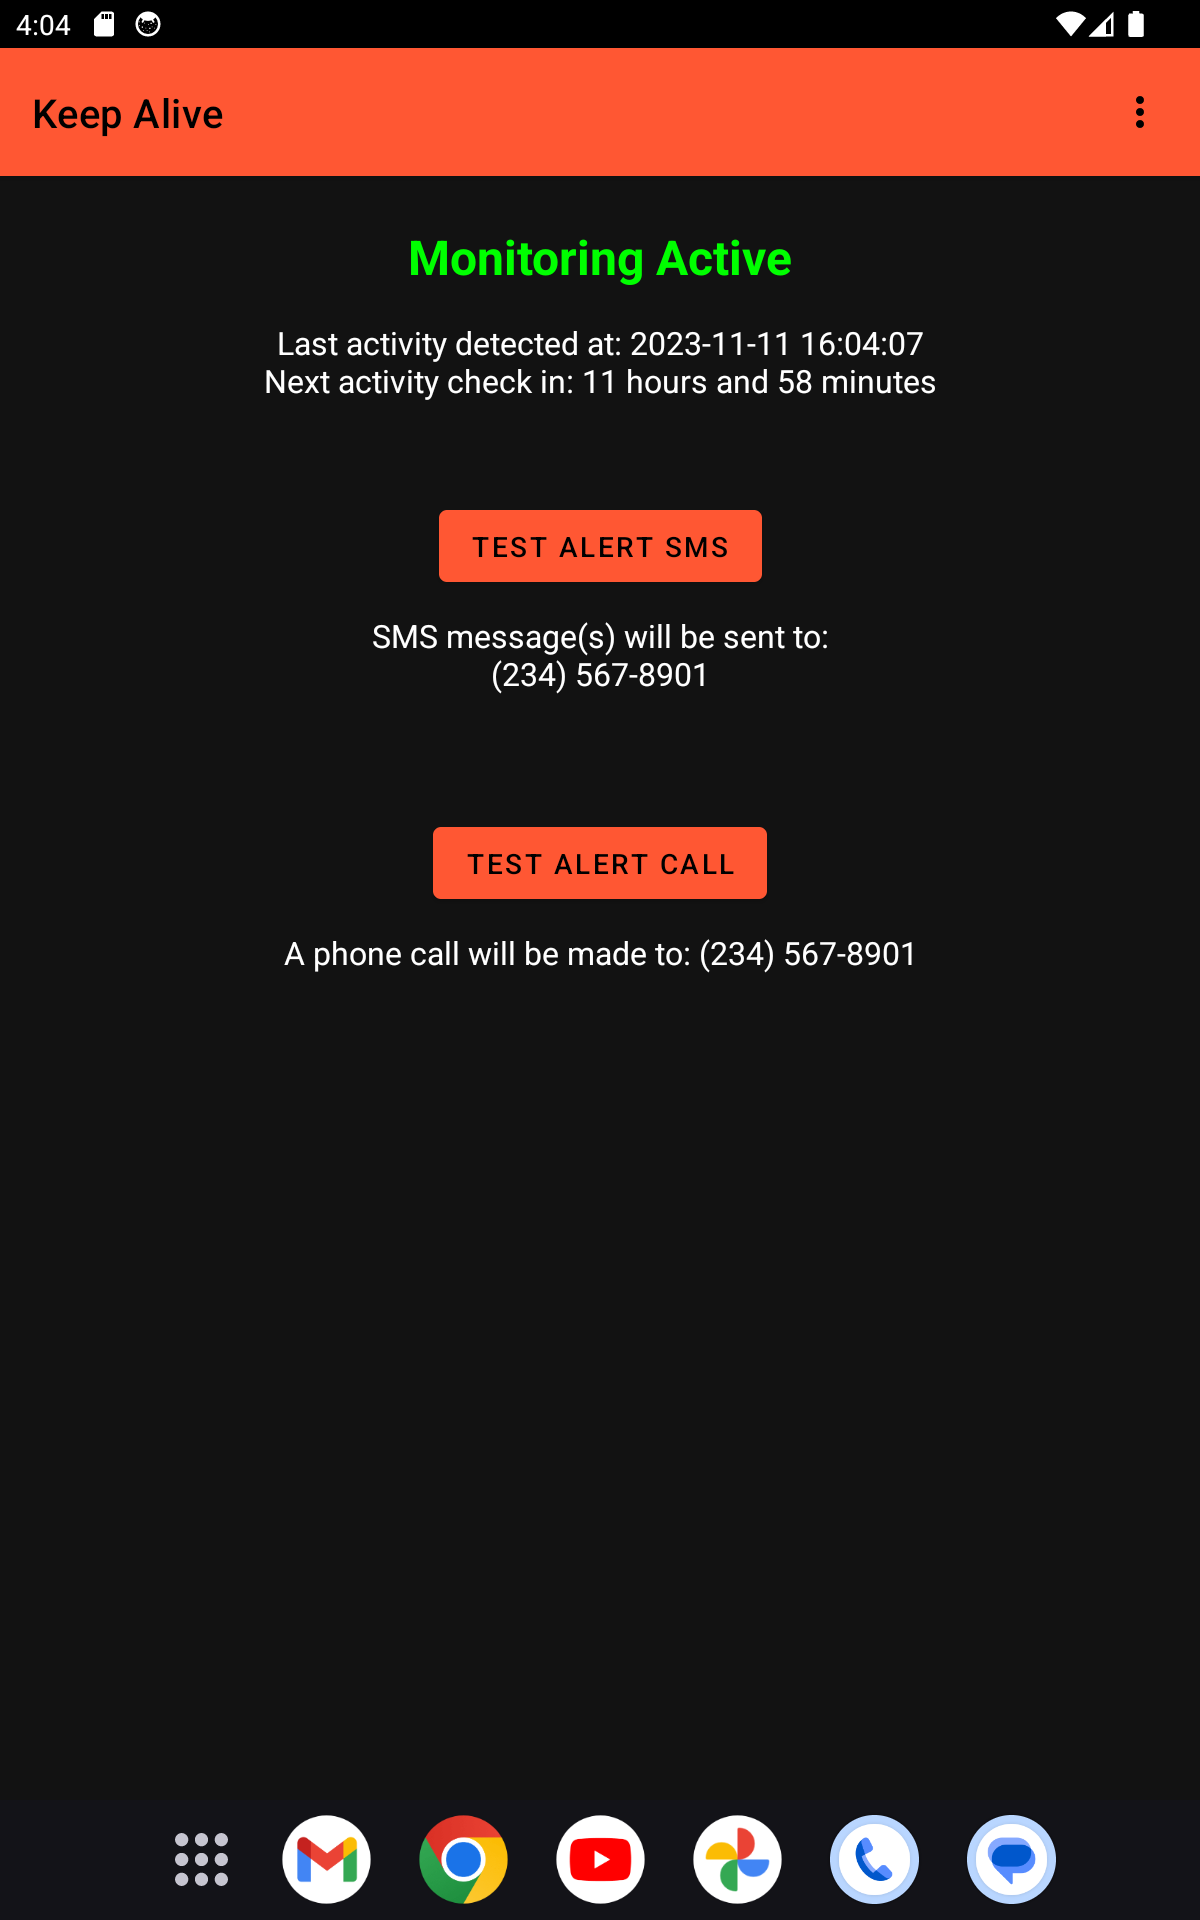 4:04
Keep Alive
Monitoring Active
Last activity detected at: 2023-11-11 16:04:07
Next activity check in: 11 hours and 58 minutes
TEST ALERT SMS
SMS message(s) will be sent to:
(234) 567-8901
TEST ALERT CALL
A phone call will be made to: (234) 567-8901